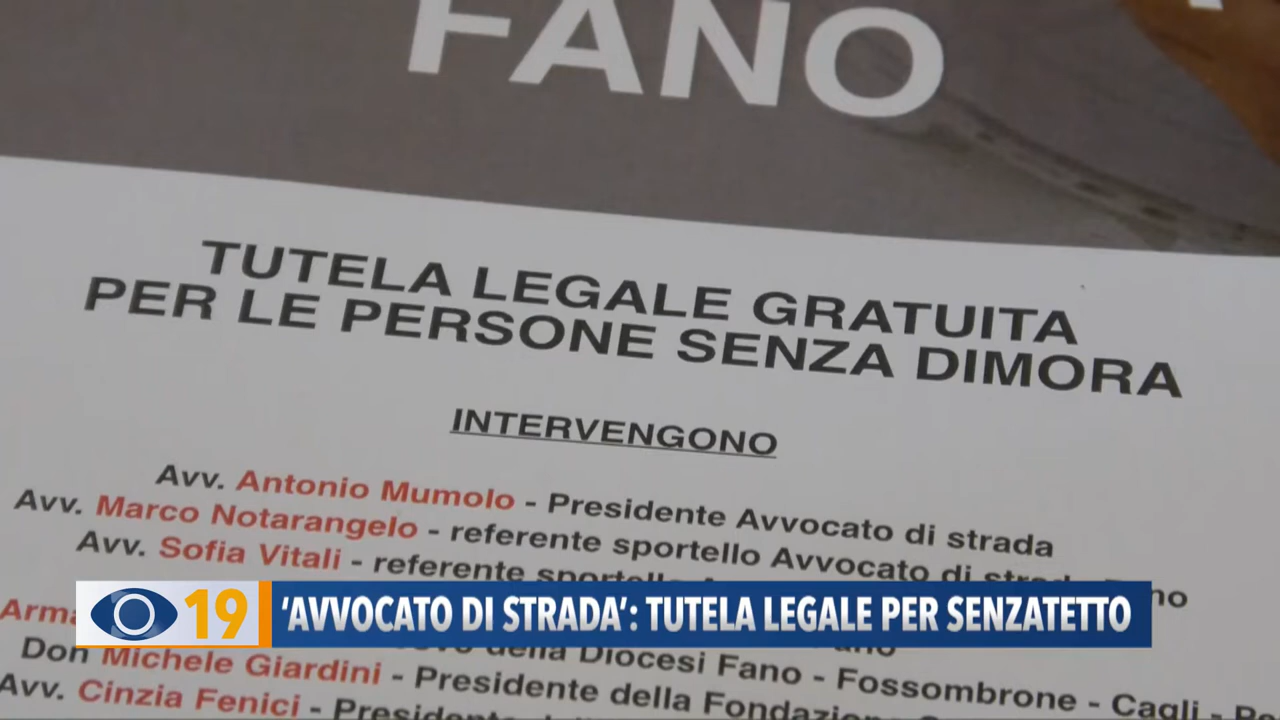 FANO
TUTELA LEGALE GRATUITA
PER LE PERSONE SENZA DIMORA
INTERVENGONO
Avv. Antonio Mumolo - Presidente Avvocato di strada
Avv. Marco Notarangelo - referente sportello Avvocato di strada
Avv. Sofia Vitali - referente sportello
19
'AVVOCATO DI STRADA': TUTELA LEGALE PER SENZATETTO
della Diocesi Fano - Fossombrone - Cagli -
Don Michele Giardini - Presidente della
Avv. Cinzia Fenici -